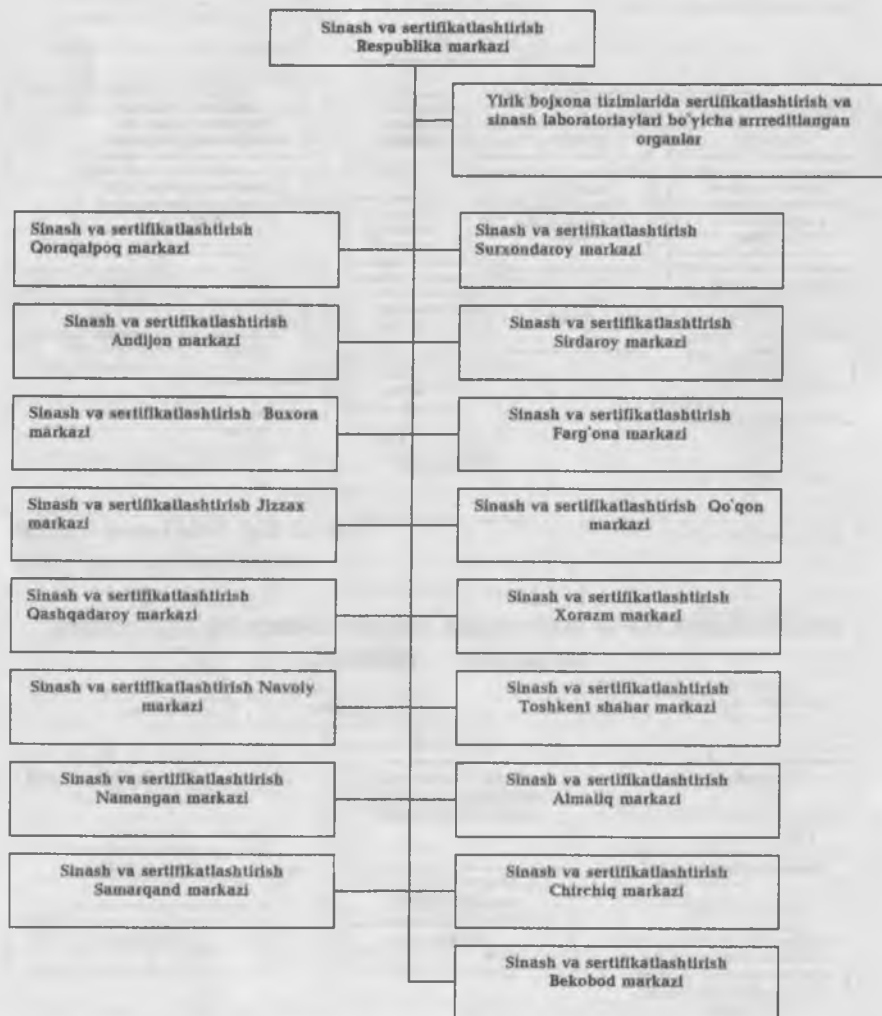 Sinash va sertifikatlashtirish
Respublika markazi
Yirik bojxona tizimlarida sertifikatlashtirish va
sinash laboratoriaylari bo'yicha arrreditlangan
organlar
Sinash va sertifikatlashtirish
Qoraqalpoq markazi
Sinash va sertifikatlashtirish
Surxondaroy markazi
Sinash va sertifikatlashtirish
Andijon markazi
Sinash va sertifikatlashtirish
Sirdaroy markazi
Sinash va sertifikatlashtirish Buxora
markazi
Sinash va sertifikatlashtirish
Farg'ona markazi
Sinash va sertifikatlashtirish Jizzax
markazi
Sinash va sertifikatlashtirish Qo'qon
markazi
Sinash va sertifikatlashtirish
Qashqadaroy markazi
Sinash va sertifikatlashtirish
Xorazm markazi
Sinash va sertifikatlashtirish Navoiy
markazi
Sinash va sertifikatlashtirish
Toshkent shahar markazi
Sinash va sertifikatlashtirish
Namangan markazi
Sinash va sertifikatlashtirish
Almaliq markazi
Sinash va sertifikatlashtirish
Samarqand markazi
Sinash va sertifikatlashtirish
Chirchiq markazi
Sinash va sertifikatlashtirish
Bekobod markazi